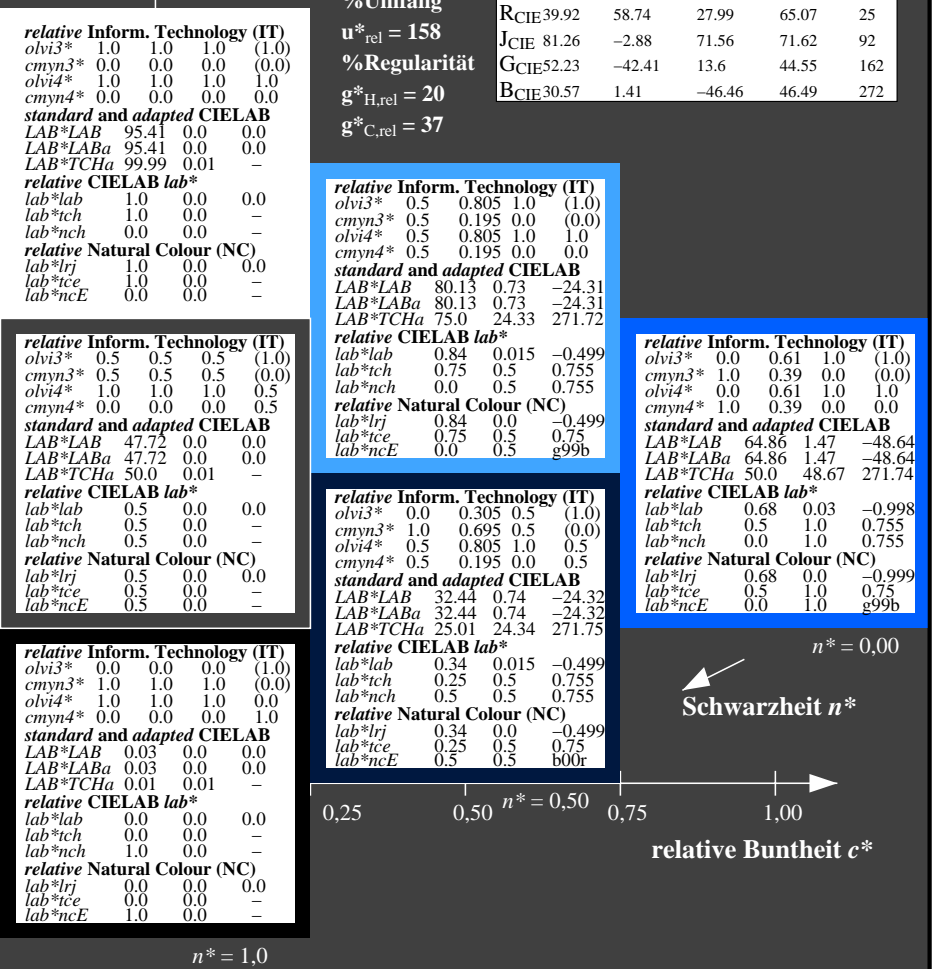 %Umfang
u*rel = 158
%Regularität
g*H,rel = 20
g*C,rel = 37
RCIE 39.92 58.74 27.99 65.07 25
JCIE 81.26 −2.88 71.56 71.62 92
GCIE 52.23 −42.41 13.6 44.55 162
BCIE 30.57 1.41 −46.46 46.49 272
relative Inform. Technology (IT)
olvi3* 1.0 1.0 1.0 (1.0)
cmyn3* 0.0 0.0 0.0 (0.0)
olvi4* 1.0 1.0 1.0 1.0
cmyn4* 0.0 0.0 0.0 0.0
standard and adapted CIELAB
LAB*LAB 95.41 0.0 0.0
LAB*LABa 95.41 0.0 0.0
LAB*TCHa 99.99 0.01 –
relative CIELAB lab*
lab*lab 1.0 0.0 0.0
lab*tch 1.0 0.0 –
lab*nch 0.0 0.0 –
relative Natural Colour (NC)
lab*lrj 1.0 0.0 0.0
lab*tce 1.0 0.0 –
lab*ncE 0.0 0.0 –
relative Inform. Technology (IT)
olvi3* 0.5 0.805 1.0 (1.0)
cmyn3* 0.5 0.195 0.0 (0.0)
olvi4* 0.5 0.805 1.0 1.0
cmyn4* 0.5 0.195 0.0 0.0
standard and adapted CIELAB
LAB*LAB 80.13 0.73 −24.31
LAB*LABa 80.13 0.73 −24.31
LAB*TCHa 75.0 24.33 271.72
relative CIELAB lab*
lab*lab 0.84 0.015 −0.499
lab*tch 0.75 0.5 0.755
lab*nch 0.0 0.5 0.755
relative Natural Colour (NC)
lab*lrj 0.84 0.0 −0.499
lab*tce 0.75 0.5 0.75
lab*ncE 0.0 0.5 g99b
relative Inform. Technology (IT)
olvi3* 0.5 0.5 0.5 (1.0)
cmyn3* 0.5 0.5 0.5 (0.0)
olvi4* 1.0 1.0 1.0 0.5
cmyn4* 0.0 0.0 0.0 0.5
standard and adapted CIELAB
LAB*LAB 47.72 0.0 0.0
LAB*LABa 47.72 0.0 0.0
LAB*TCHa 50.0 0.01 –
relative CIELAB lab*
lab*lab 0.5 0.0 0.0
lab*tch 0.5 0.0 –
lab*nch 0.5 0.0 –
relative Natural Colour (NC)
lab*lrj 0.5 0.0 0.0
lab*tce 0.5 0.0 –
lab*ncE 0.5 0.0 –
relative Inform. Technology (IT)
olvi3* 0.0 0.61 1.0 (1.0)
cmyn3* 1.0 0.39 0.0 (0.0)
olvi4* 0.0 0.61 1.0 1.0
cmyn4* 1.0 0.39 0.0 0.0
standard and adapted CIELAB
LAB*LAB 64.86 1.47 −48.64
LAB*LABa 64.86 1.47 −48.64
LAB*TCHa 50.0 48.67 271.74
relative CIELAB lab*
lab*lab 0.68 0.03 −0.998
lab*tch 0.5 1.0 0.755
lab*nch 0.0 1.0 0.755
relative Natural Colour (NC)
lab*lrj 0.68 0.0 −0.999
lab*tce 0.5 1.0 0.75
lab*ncE 0.0 1.0 g99b
relative Inform. Technology (IT)
olvi3* 0.0 0.305 0.5 (1.0)
cmyn3* 1.0 0.695 0.5 (0.0)
olvi4* 0.5 0.805 1.0 0.5
cmyn4* 0.5 0.195 0.0 0.5
standard and adapted CIELAB
LAB*LAB 32.44 0.74 −24.32
LAB*LABa 32.44 0.74 −24.32
LAB*TCHa 25.01 24.34 271.75
relative CIELAB lab*
lab*lab 0.34 0.015 −0.499
lab*tch 0.25 0.5 0.755
lab*nch 0.5 0.5 0.755
relative Natural Colour (NC)
lab*lrj 0.34 0.0 −0.499
lab*tce 0.25 0.5 0.75
lab*ncE 0.5 0.5 b00r
relative Inform. Technology (IT)
olvi3* 0.0 0.0 0.0 (1.0)
cmyn3* 1.0 1.0 1.0 (0.0)
olvi4* 1.0 1.0 1.0 0.0
cmyn4* 0.0 0.0 0.0 1.0
standard and adapted CIELAB
LAB*LAB 0.03 0.0 0.0
LAB*LABa 0.03 0.0 0.0
LAB*TCHa 0.01 0.01 –
relative CIELAB lab*
lab*lab 0.0 0.0 0.0
lab*tch 0.0 0.0 –
lab*nch 1.0 0.0 –
relative Natural Colour (NC)
lab*lrj 0.0 0.0 0.0
lab*tce 0.0 0.0 –
lab*ncE 1.0 0.0 –
n* = 0,00
Schwarzheit n*
0,25 0,50 n* = 0,50 0,75 1,00
relative Buntheit c*
n* = 1,0